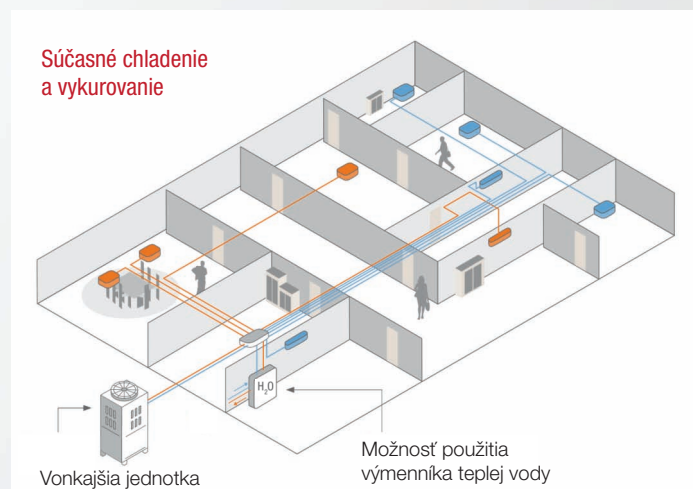 Súčasné chladenie
a vykurovanie
H₂O
Vonkajšia jednotka
Možnosť použitia
výmenníka teplej vody